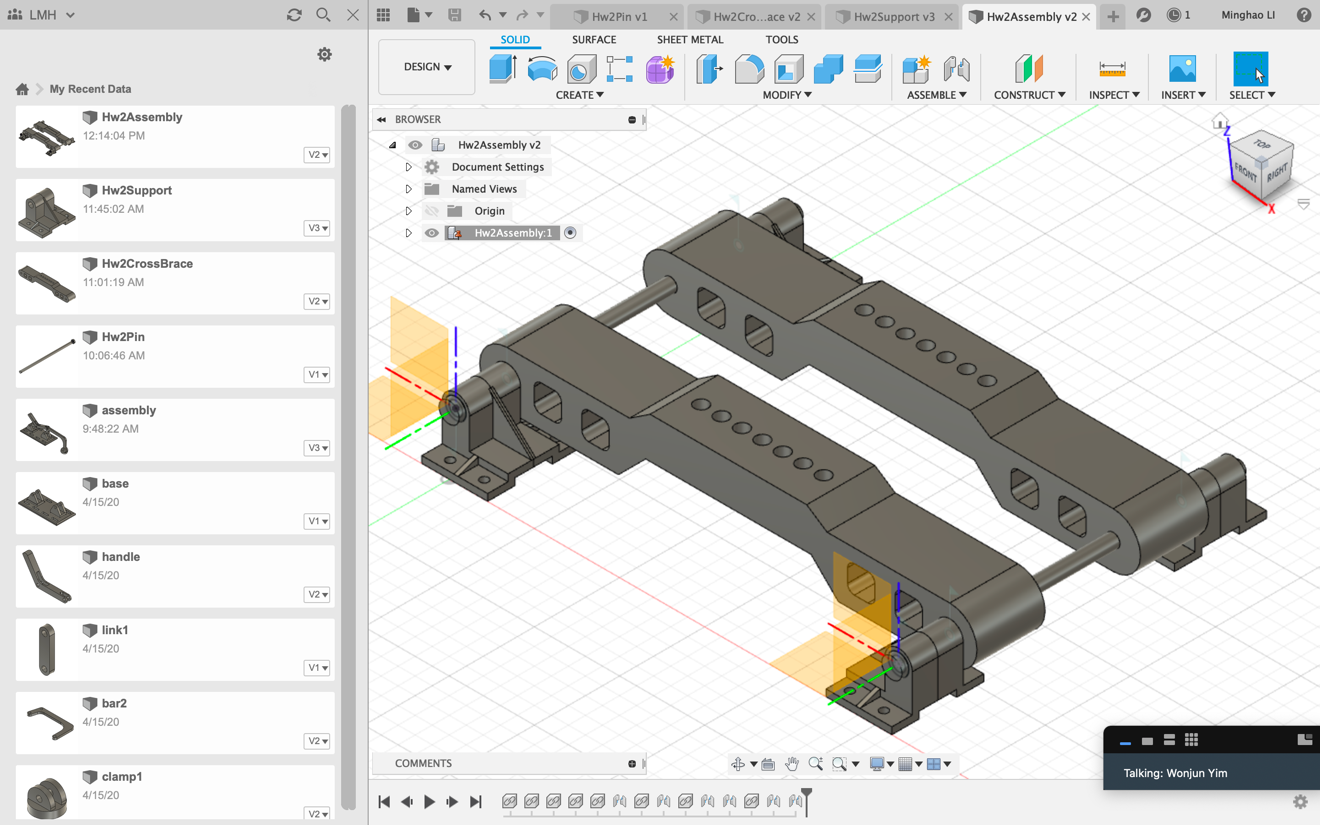 LMH
Hw2Pin v1
Hw2Cro...ace v2
Hw2Support v3
Hw2Assembly v2
1
Minghao LI
SOLID
SURFACE
SHEET METAL
TOOLS
DESIGN
CREATE
MODIFY
ASSEMBLE
CONSTRUCT
INSPECT
INSERT
SELECT
My Recent Data
Hw2Assembly
12:14:04 PM
V2
Hw2Support
11:45:02 AM
V3
Hw2CrossBrace
11:01:19 AM
V2
Hw2Pin
10:06:46 AM
V1
assembly
9:48:22 AM
V3
base
4/15/20
V1
handle
4/15/20
V2
link1
4/15/20
V1
bar2
4/15/20
V2
clamp1
4/15/20
V2
BROWSER
Hw2Assembly v2
Document Settings
Named Views
Origin
Hw2Assembly:1
Z
TOP
FRONT
RIGHT
X
COMMENTS
Talking: Wonjun Yim